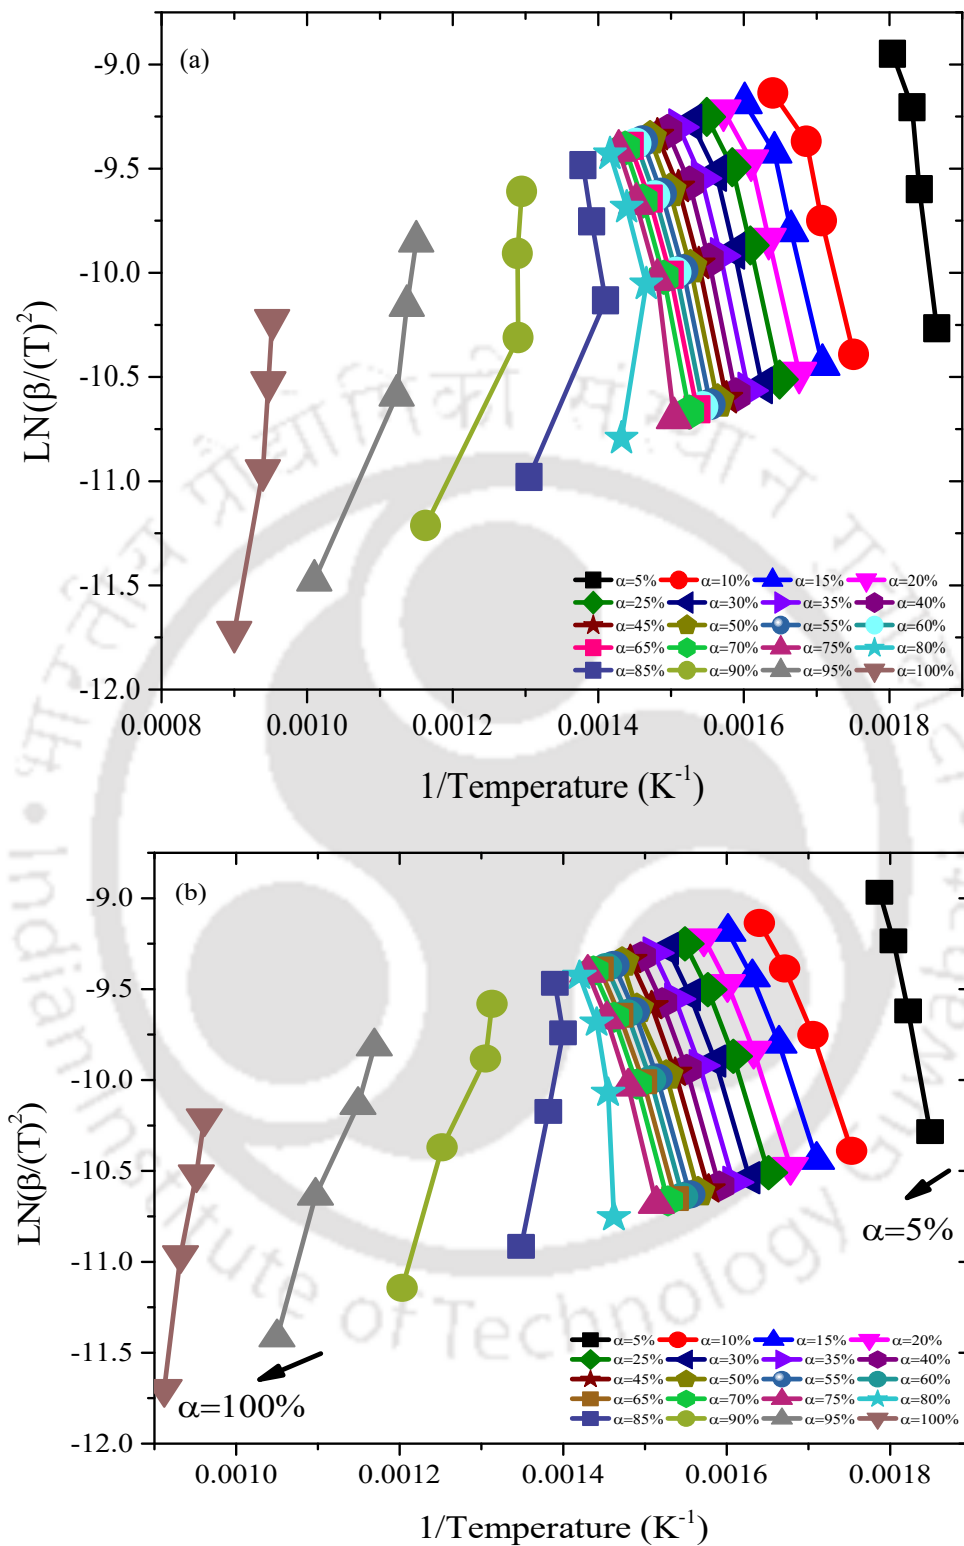 (a)
-9.0
-9.5
-10.0
-10.5
-11.0
-11.5
-12.0
LN(β/(T)²)
α=5% α=10% α=15% α=20%
α=25% α=30% α=35% α=40%
α=45% α=50% α=55% α=60%
α=65% α=70% α=75% α=80%
α=85% α=90% α=95% α=100%
0.0008 0.0010 0.0012 0.0014 0.0016 0.0018
1/Temperature (K⁻¹)
(b)
-9.0
-9.5
-10.0
-10.5
-11.0
-11.5
-12.0
LN(β/(T)²)
α=5%
α=100%
α=5% α=10% α=15% α=20%
α=25% α=30% α=35% α=40%
α=45% α=50% α=55% α=60%
α=65% α=70% α=75% α=80%
α=85% α=90% α=95% α=100%
0.0010 0.0012 0.0014 0.0016 0.0018
1/Temperature (K⁻¹)
Indian Institute of Technology